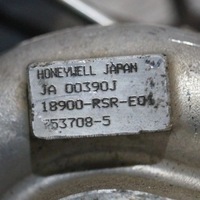 HONEYWELL JAPAN
JA 00390J
18900-RSR-E01
753708-5